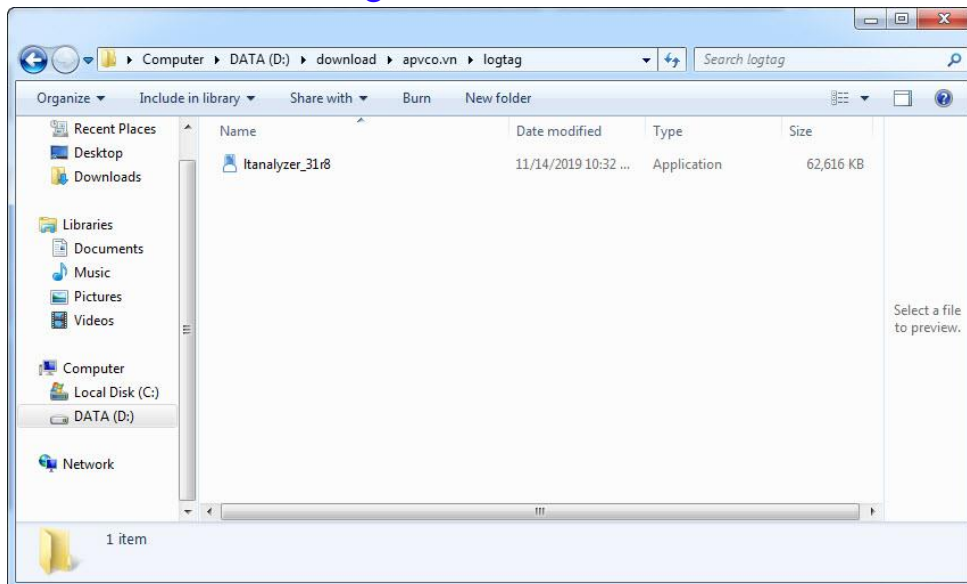 Computer ▸ DATA (D:) ▸ download ▸ apvco.vn ▸ logtag
Search logtag
Organize ▾ Include in library ▾ Share with ▾ Burn New folder
Recent Places
Desktop
Downloads
Libraries
Documents
Music
Pictures
Videos
Computer
Local Disk (C:)
DATA (D:)
Network
Name Date modified Type Size
ltanalyzer_31r8 11/14/2019 10:32 ... Application 62,616 KB
Select a file
to preview.
1 item